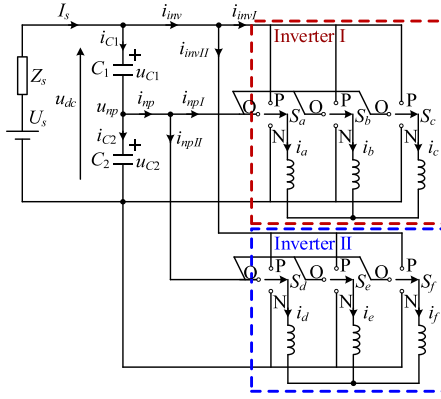 I_s i_inv i_invI
Inverter I
i_C1 i_invII
Z_s C_1 u_C1 P P P
u_dc u_np i_np i_npI O S_a O S_b O S_c
U_s i_C2 i_npII N N N
C_2 u_C2 i_a i_b i_c
Inverter II
P P P
O S_d O S_e O S_f
N N N
i_d i_e i_f